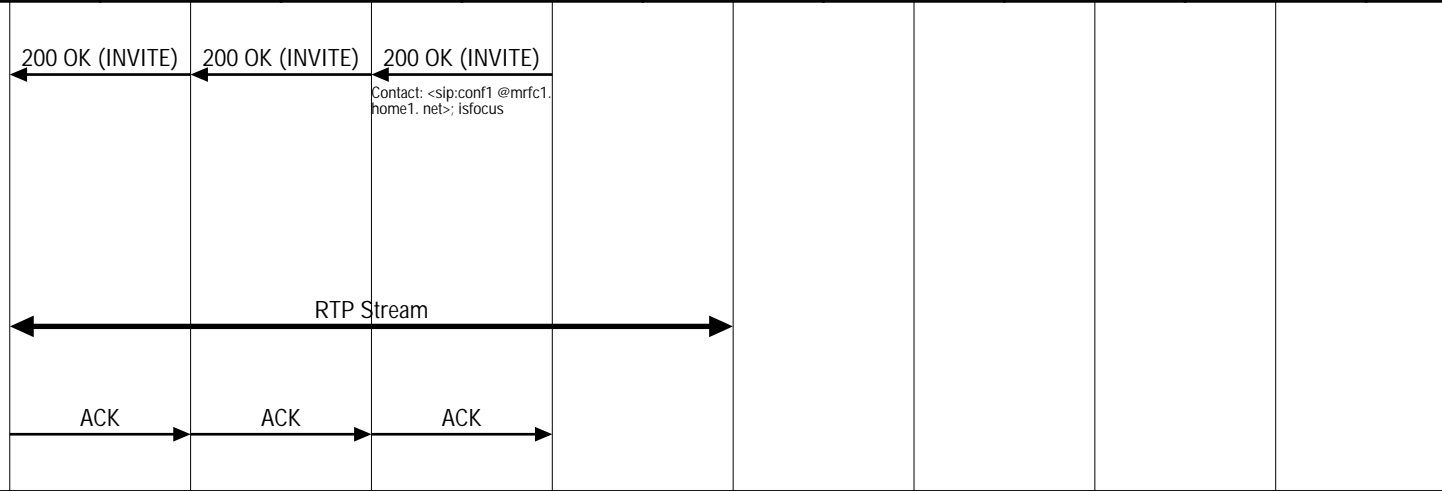 200 OK (INVITE) 200 OK (INVITE) 200 OK (INVITE)
Contact: <sip:conf1 @mrfc1.
home1. net>; isfocus
RTP Stream
ACK ACK ACK